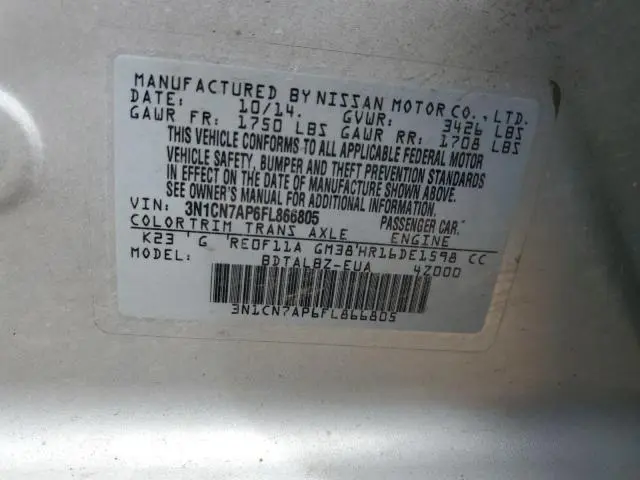 MANUFACTURED BY NISSAN MOTOR CO., LTD.
DATE: 10/14. GVWR: 3426 LBS
GAWR FR: 1750 LBS GAWR RR: 1708 LBS
THIS VEHICLE CONFORMS TO ALL APPLICABLE FEDERAL MOTOR
VEHICLE SAFETY, BUMPER AND THEFT PREVENTION STANDARDS
IN EFFECT ON THE DATE OF MANUFACTURE SHOWN ABOVE.
SEE OWNER'S MANUAL FOR ADDITIONAL INFORMATION.
VIN: 3N1CN7AP6FL866805 PASSENGER CAR.
COLOR TRIM TRANS AXLE ENGINE
K23 G RE0F11A GM38 HR16DE1598 CC
MODEL: BDTALBZ-EUA 4Z000
3N1CN7AP6FL866805